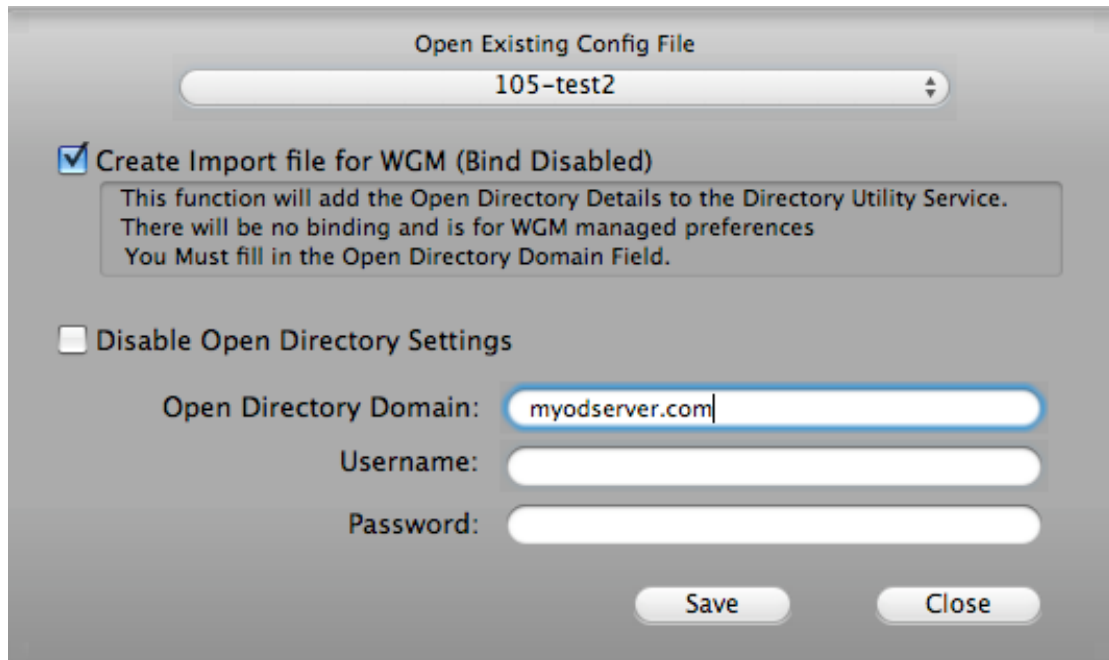 Open Existing Config File
105-test2
Create Import file for WGM (Bind Disabled)
This function will add the Open Directory Details to the Directory Utility Service.
There will be no binding and is for WGM managed preferences
You Must fill in the Open Directory Domain Field.
Disable Open Directory Settings
Open Directory Domain: myodserver.com
Username:
Password:
Save Close